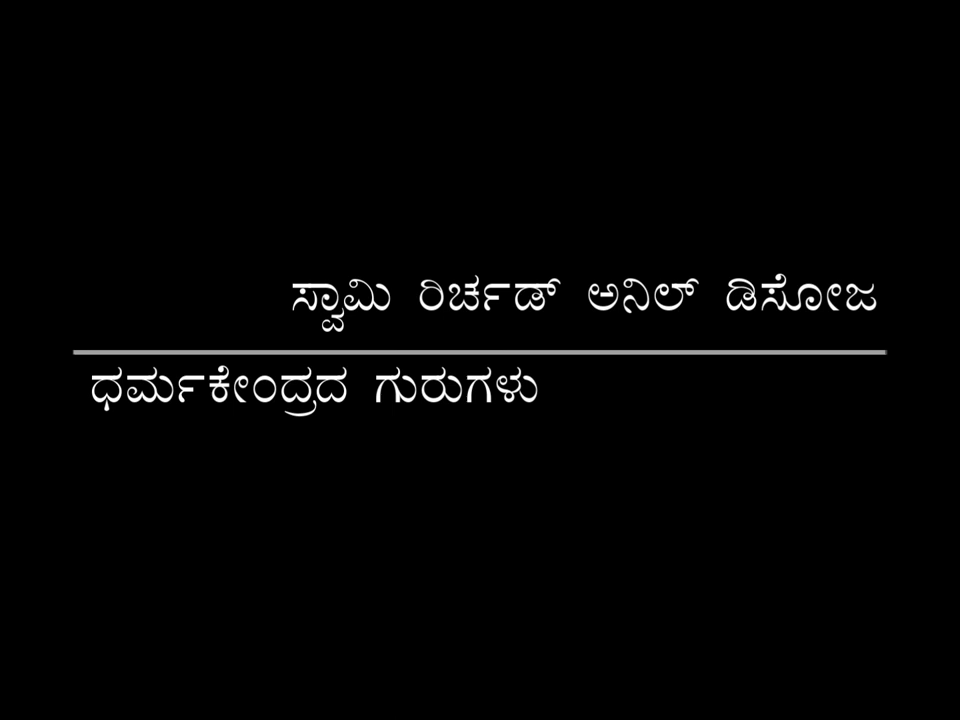 ಸ್ವಾಮಿ ರಿರ್ಚಡ್ ಅನಿಲ್ ಡಿಸೋಜ
ಧರ್ಮಕೇಂದ್ರದ ಗುರುಗಳು